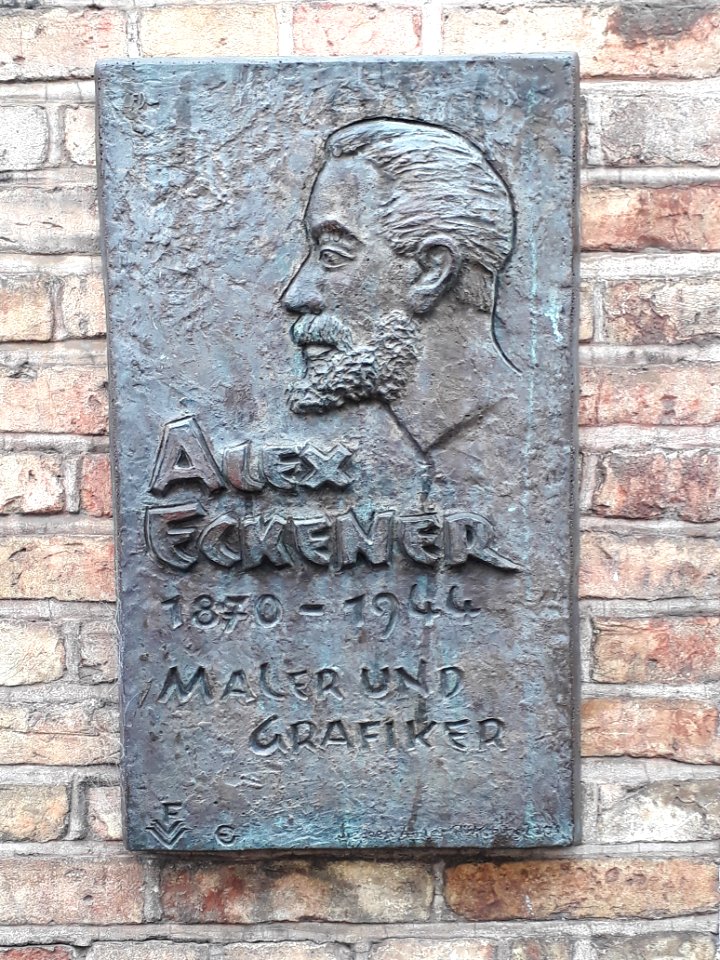 ALEX
ECKENER
1870 - 1944
MALER UND
GRAFIKER